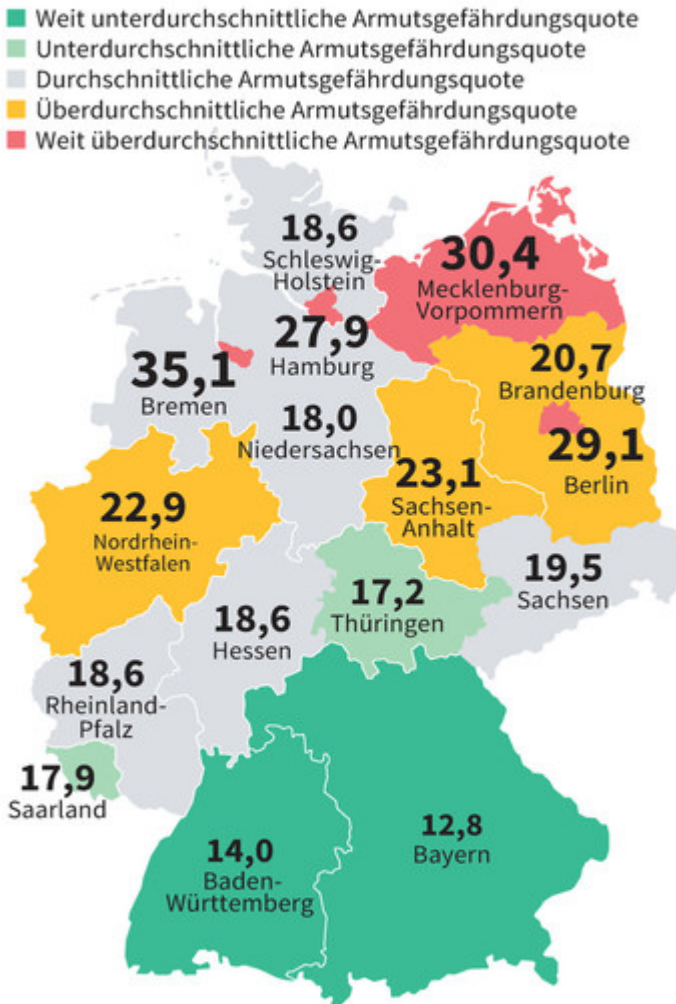 Weit unterdurchschnittliche Armutsgefährdungsquote
Unterdurchschnittliche Armutsgefährdungsquote
Durchschnittliche Armutsgefährdungsquote
Überdurchschnittliche Armutsgefährdungsquote
Weit überdurchschnittliche Armutsgefährdungsquote
18,6
Schleswig-
Holstein
30,4
Mecklenburg-
Vorpommern
27,9
Hamburg
35,1
Bremen
20,7
Brandenburg
18,0
Niedersachsen
29,1
Berlin
23,1
Sachsen-
Anhalt
22,9
Nordrhein-
Westfalen
19,5
Sachsen
17,2
Thüringen
18,6
Hessen
18,6
Rheinland-
Pfalz
17,9
Saarland
12,8
Bayern
14,0
Baden-
Württemberg